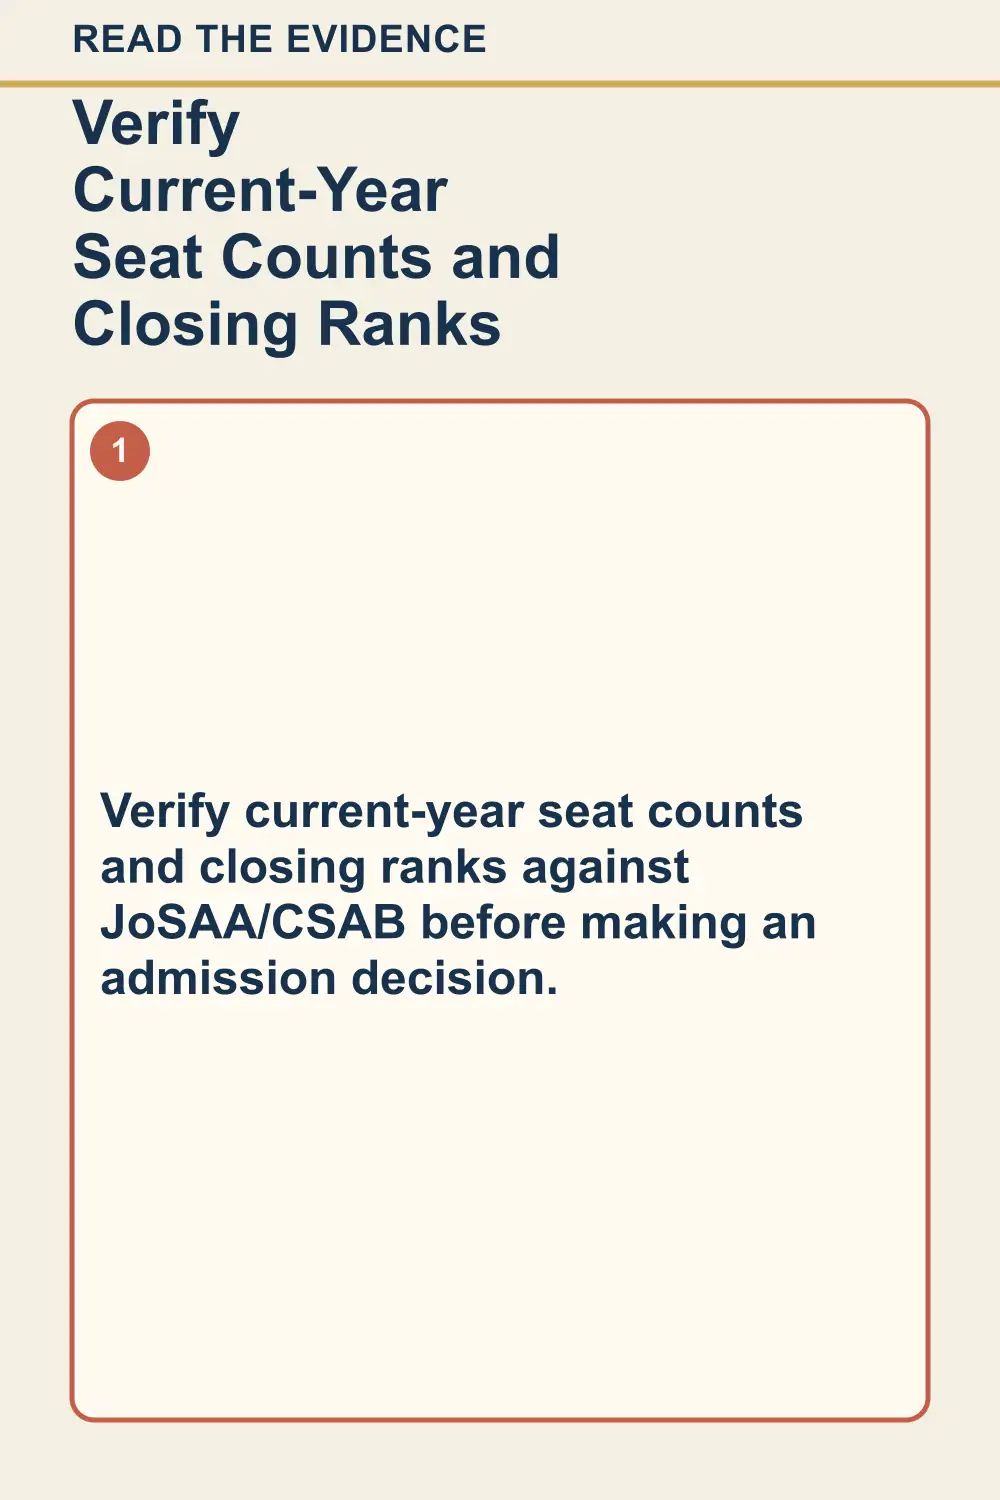 READ THE EVIDENCE
Verify
Current-Year
Seat Counts and
Closing Ranks
1
Verify current-year seat counts
and closing ranks against
JoSAA/CSAB before making an
admission decision.